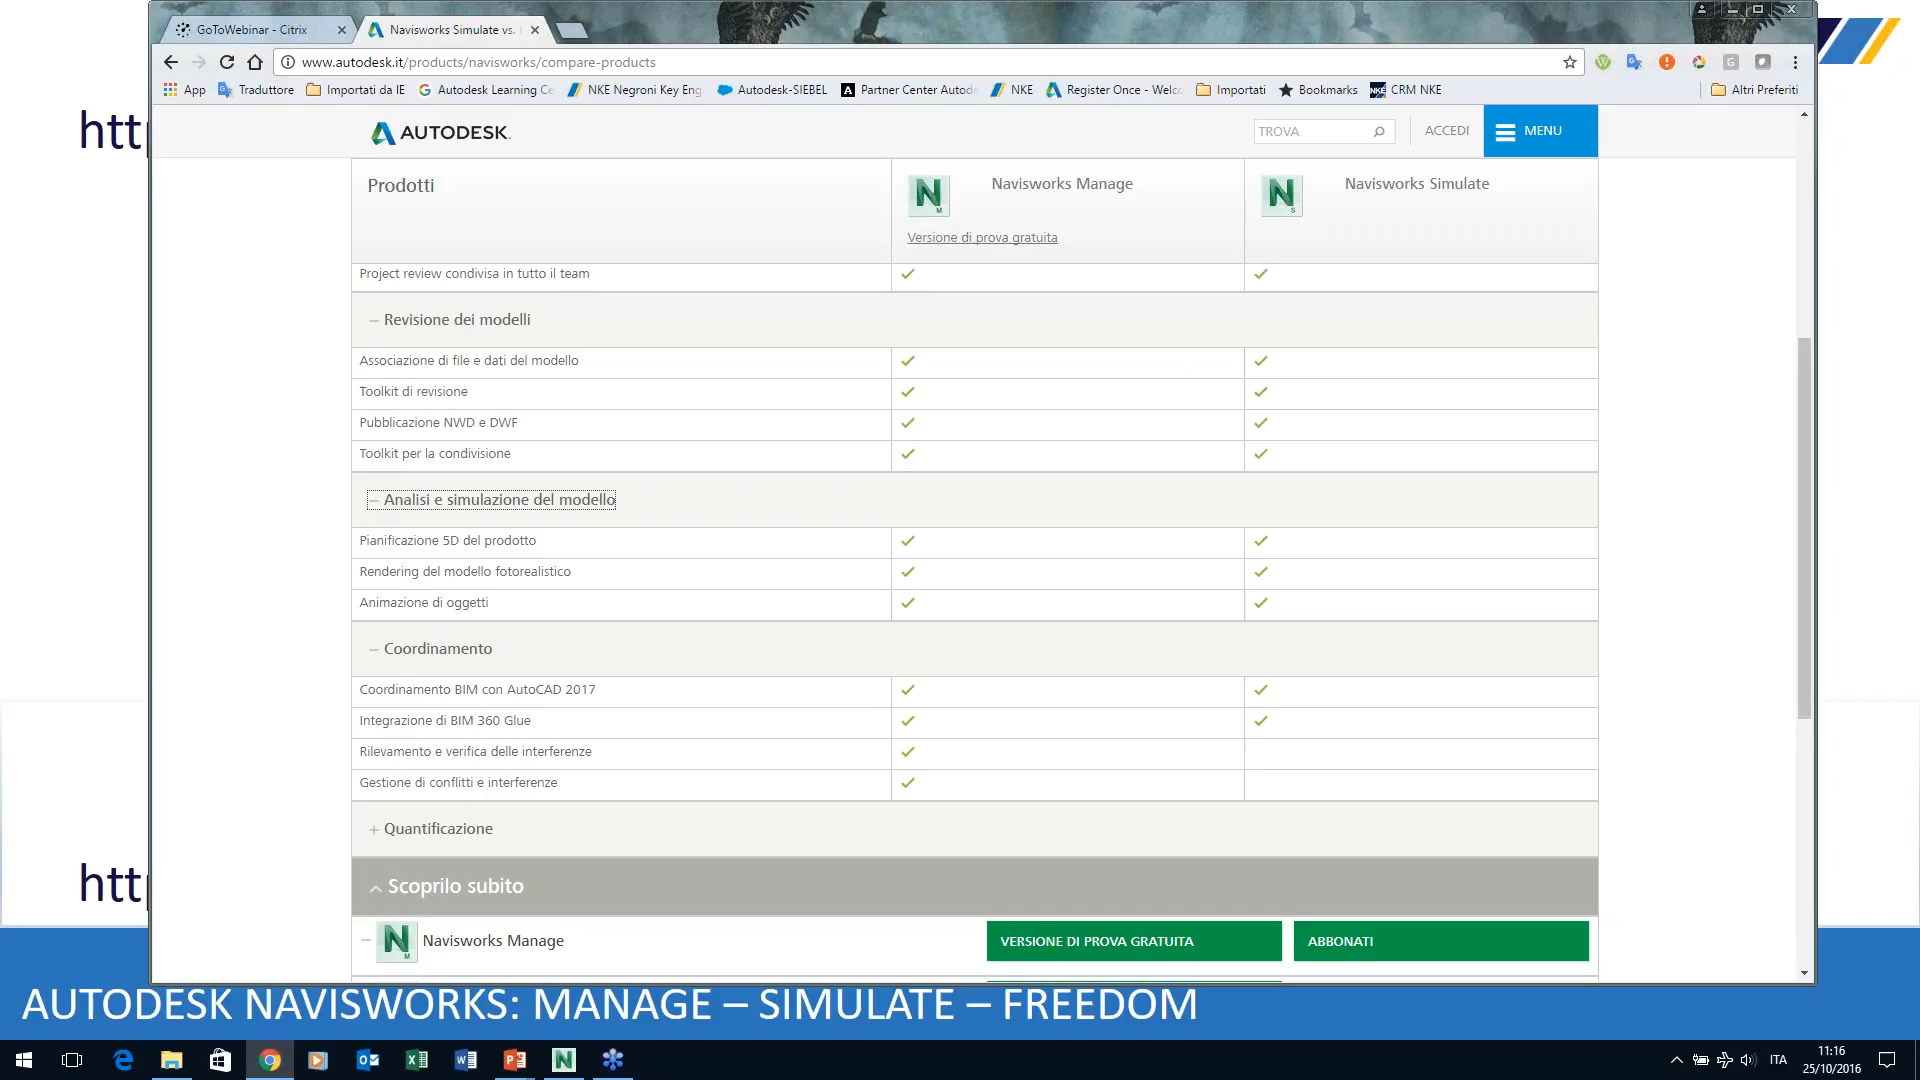 GoToWebinar - Citrix
Navisworks Simulate vs.
www.autodesk.it/products/navisworks/compare-products
App
Traduttore
Importati da IE
Autodesk Learning Ce
NKE Negroni Key Eng
Autodesk-SIEBEL
Partner Center Autod
NKE
Register Once - Welc
Importati
Bookmarks
CRM NKE
Altri Preferiti
AUTODESK.
TROVA
ACCEDI
MENU
Prodotti
Navisworks Manage
Versione di prova gratuita
Navisworks Simulate
Project review condivisa in tutto il team
Revisione dei modelli
Associazione di file e dati del modello
Toolkit di revisione
Pubblicazione NWD e DWF
Toolkit per la condivisione
Analisi e simulazione del modello
Pianificazione 5D del prodotto
Rendering del modello fotorealistico
Animazione di oggetti
Coordinamento
Coordinamento BIM con AutoCAD 2017
Integrazione di BIM 360 Glue
Rilevamento e verifica delle interferenze
Gestione di conflitti e interferenze
Quantificazione
Scoprilo subito
Navisworks Manage
VERSIONE DI PROVA GRATUITA
ABBONATI
AUTODESK NAVISWORKS: MANAGE – SIMULATE – FREEDOM
ITA
11:16
25/10/2016